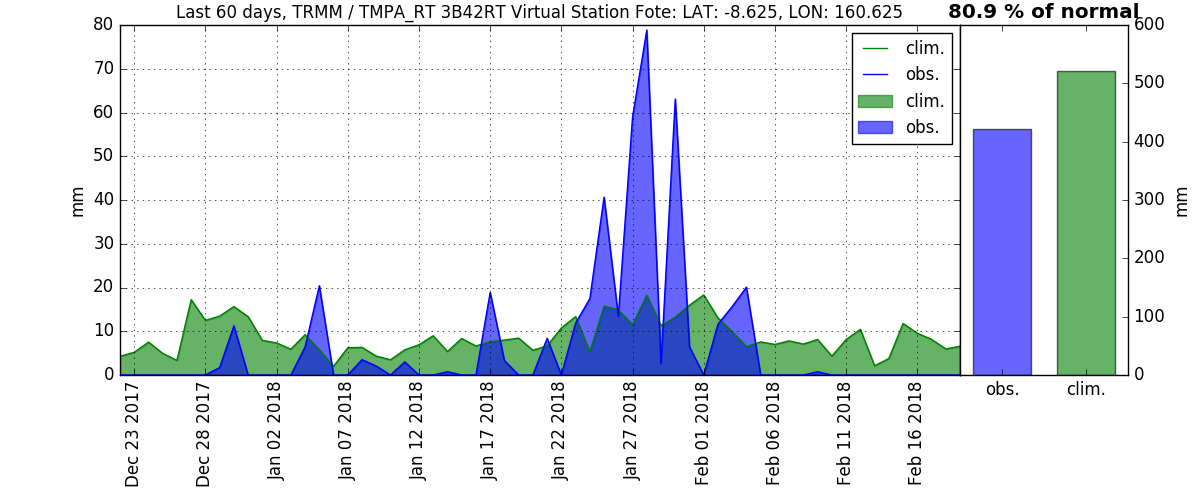 Last 60 days, TRMM / TMPA_RT 3B42RT Virtual Station Fote: LAT: -8.625, LON: 160.625
80.9 % of normal
80
70
60
50
40
30
20
10
0
mm
clim.
obs.
clim.
obs.
600
500
400
300
200
100
0
mm
Dec 23 2017
Dec 28 2017
Jan 02 2018
Jan 07 2018
Jan 12 2018
Jan 17 2018
Jan 22 2018
Jan 27 2018
Feb 01 2018
Feb 06 2018
Feb 11 2018
Feb 16 2018
obs.
clim.